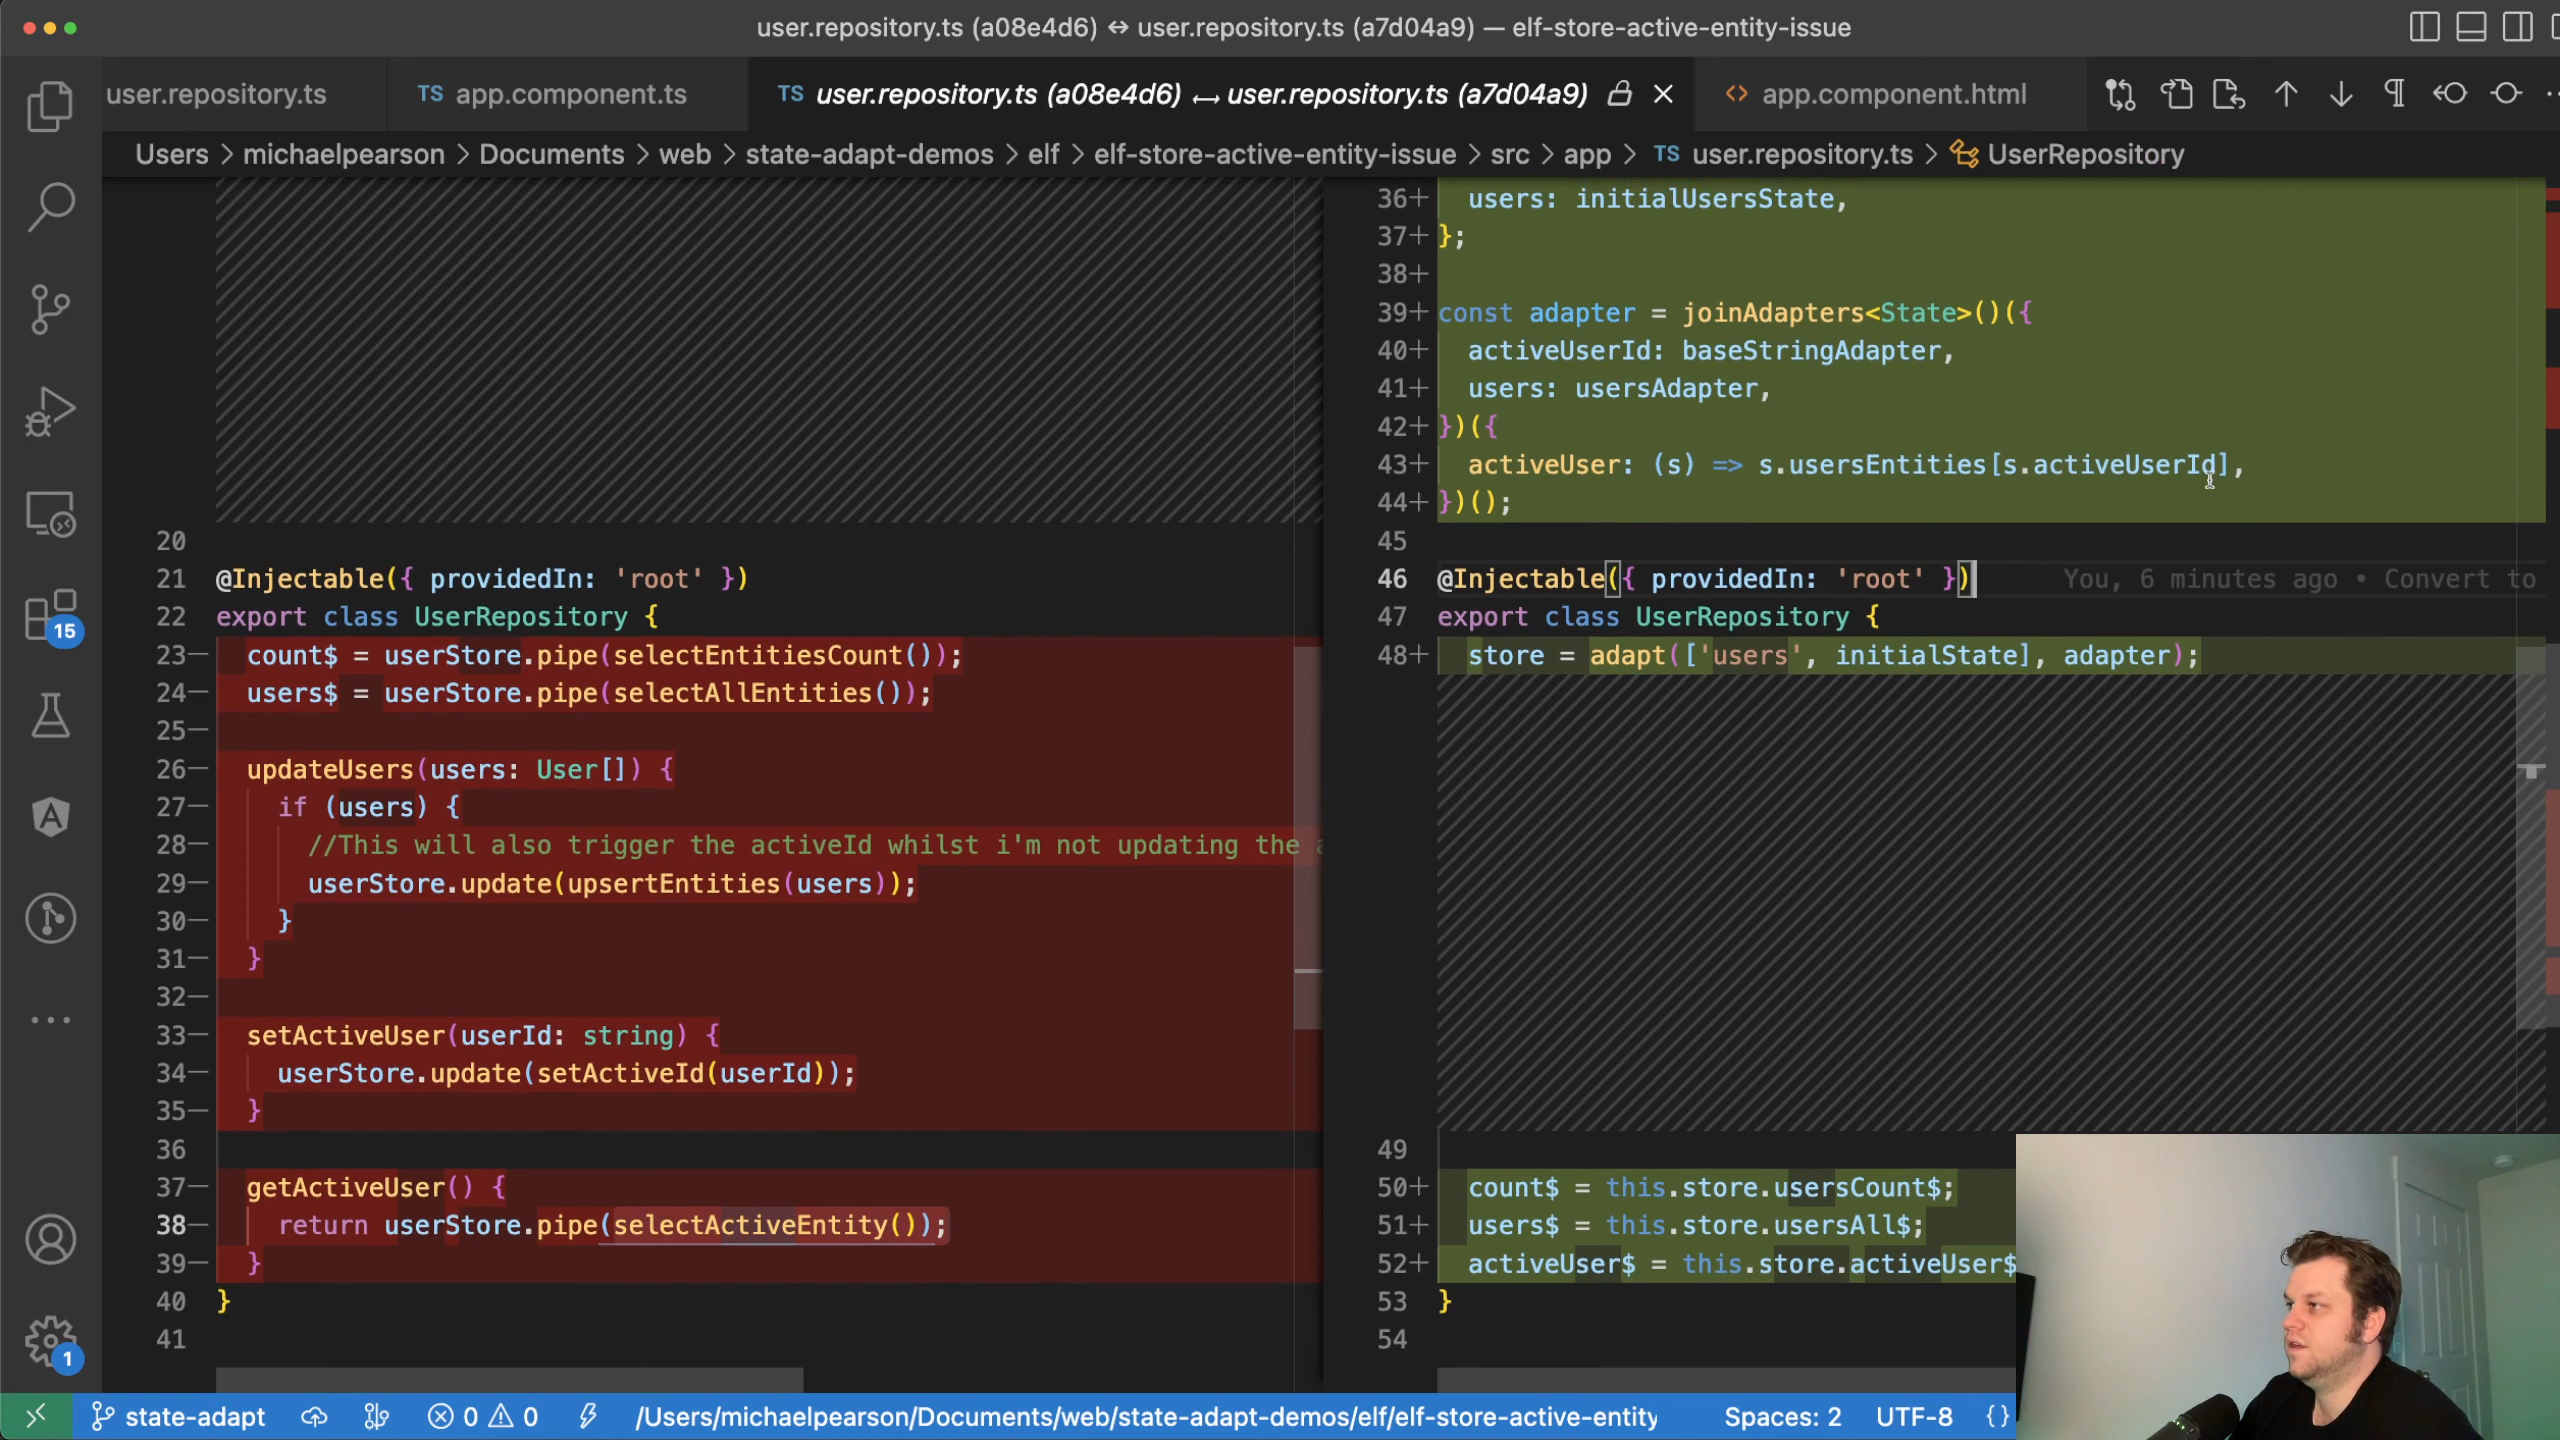 user.repository.ts (a08e4d6) ↔ user.repository.ts (a7d04a9) — elf-store-active-entity-issue
user.repository.ts
TS app.component.ts
TS user.repository.ts (a08e4d6) ↔ user.repository.ts (a7d04a9)
<> app.component.html
Users > michaelpearson > Documents > web > state-adapt-demos > elf > elf-store-active-entity-issue > src > app > TS user.repository.ts > UserRepository
20
21 @Injectable({ providedIn: 'root' })
22 export class UserRepository {
23— count$ = userStore.pipe(selectEntitiesCount());
24— users$ = userStore.pipe(selectAllEntities());
25—
26— updateUsers(users: User[]) {
27— if (users) {
28— //This will also trigger the activeId whilst i'm not updating the
29— userStore.update(upsertEntities(users));
30— }
31— }
32—
33— setActiveUser(userId: string) {
34— userStore.update(setActiveId(userId));
35— }
36
37— getActiveUser() {
38— return userStore.pipe(selectActiveEntity());
39— }
40 }
41
36+ users: initialUsersState,
37+ };
38+
39+ const adapter = joinAdapters<State>()({
40+ activeUserId: baseStringAdapter,
41+ users: usersAdapter,
42+ })({
43+ activeUser: (s) => s.usersEntities[s.activeUserId],
44+ })();
45
46 @Injectable({ providedIn: 'root' }) You, 6 minutes ago • Convert to
47 export class UserRepository {
48+ store = adapt(['users', initialState], adapter);
49
50+ count$ = this.store.usersCount$;
51+ users$ = this.store.usersAll$;
52+ activeUser$ = this.store.activeUser$
53 }
54
15
1
state-adapt
0 0
/Users/michaelpearson/Documents/web/state-adapt-demos/elf/elf-store-active-entity
Spaces: 2
UTF-8
{}